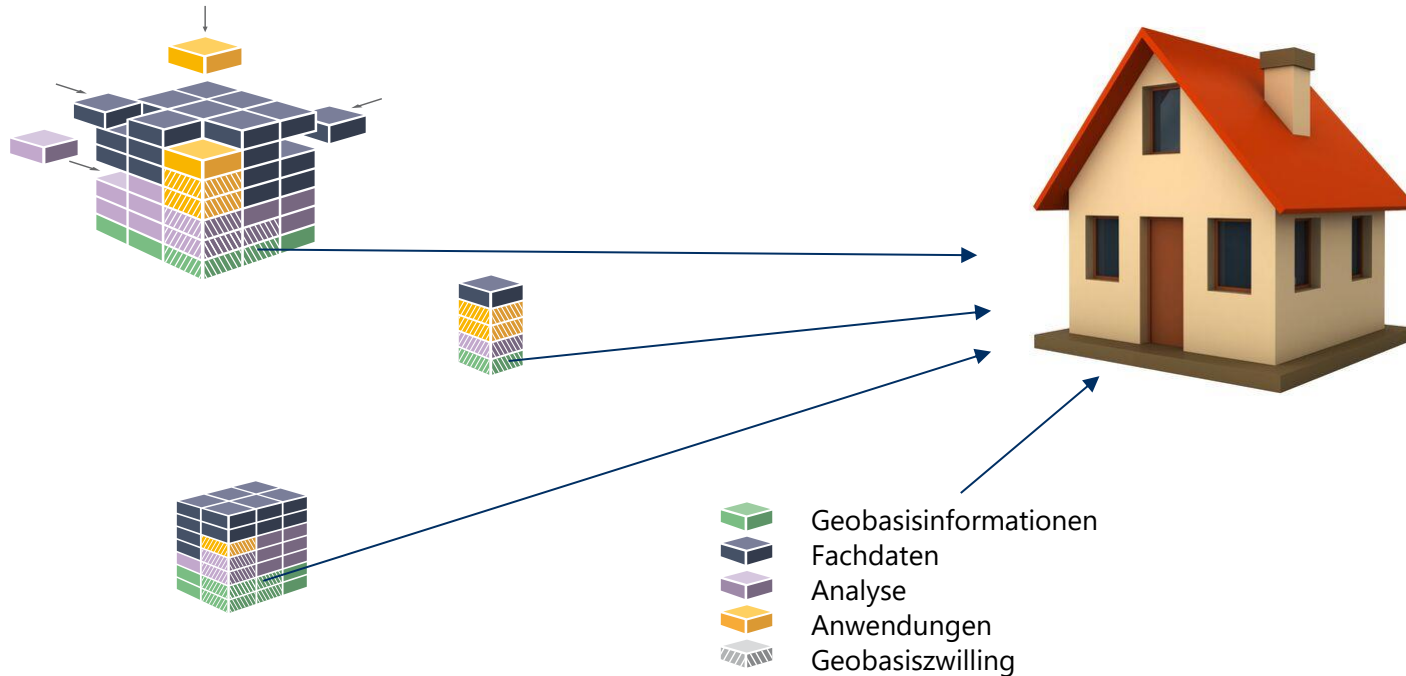 Geobasisinformationen
Fachdaten
Analyse
Anwendungen
Geobasiszwilling